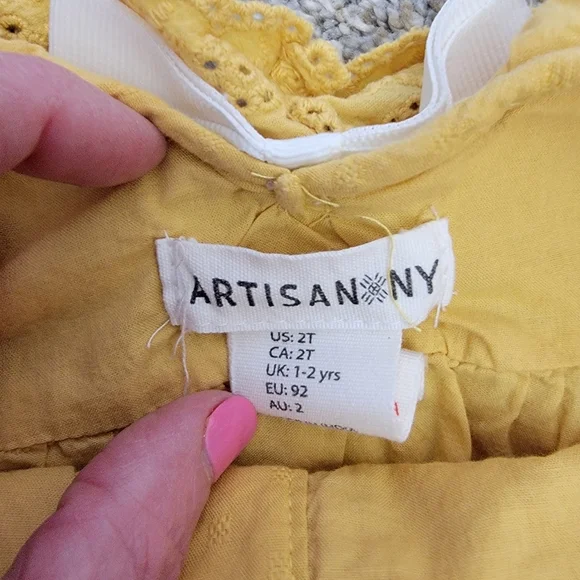 ARTISAN NY
US: 2T
CA: 2T
UK: 1-2 yrs
EU: 92
AU: 2